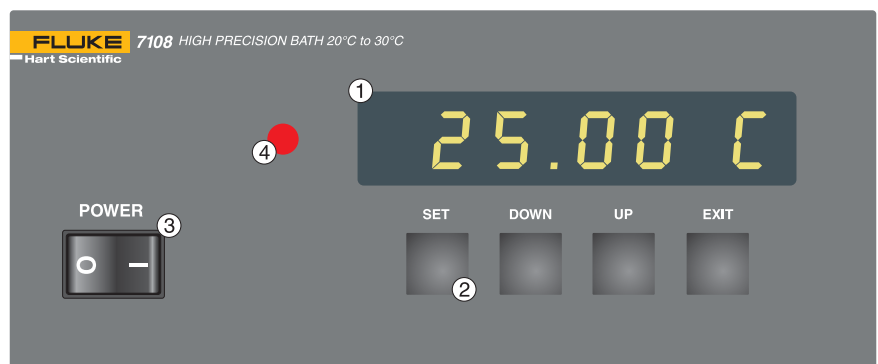 FLUKE 7108 HIGH PRECISION BATH 20°C to 30°C
Hart Scientific
1
25.00 C
4
POWER
3
SET DOWN UP EXIT
O I
2